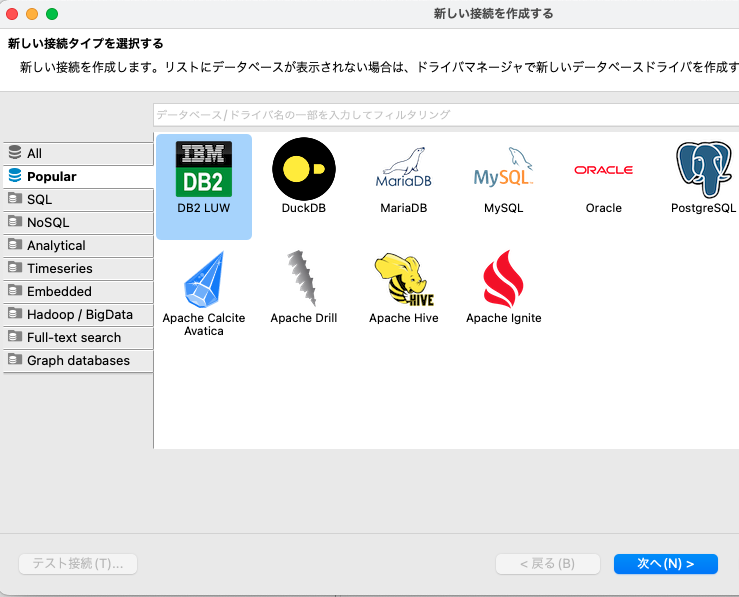 新しい接続を作成する
新しい接続タイプを選択する
新しい接続を作成します。リストにデータベースが表示されない場合は、ドライバマネージャで新しいデータベースドライバを作成す
データベース/ドライバ名の一部を入力してフィルタリング
All
Popular
SQL
NoSQL
Analytical
Timeseries
Embedded
Hadoop / BigData
Full-text search
Graph databases
IBM
DB2
DB2 LUW
DuckDB
MariaDB
MariaDB
MySQL
MySQL
ORACLE
Oracle
PostgreSQL
Apache Calcite
Avatica
Apache Drill
HIVE
Apache Hive
Apache Ignite
テスト接続(T)...
< 戻る(B)
次へ(N) >